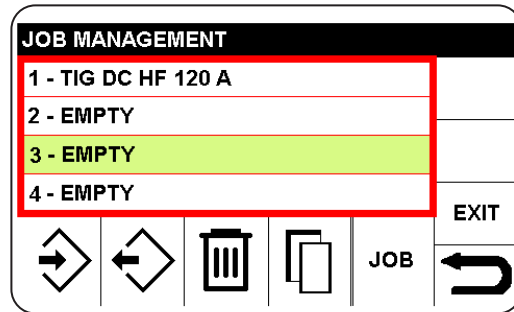 JOB MANAGEMENT
1 - TIG DC HF 120 A
2 - EMPTY
3 - EMPTY
4 - EMPTY
EXIT
JOB